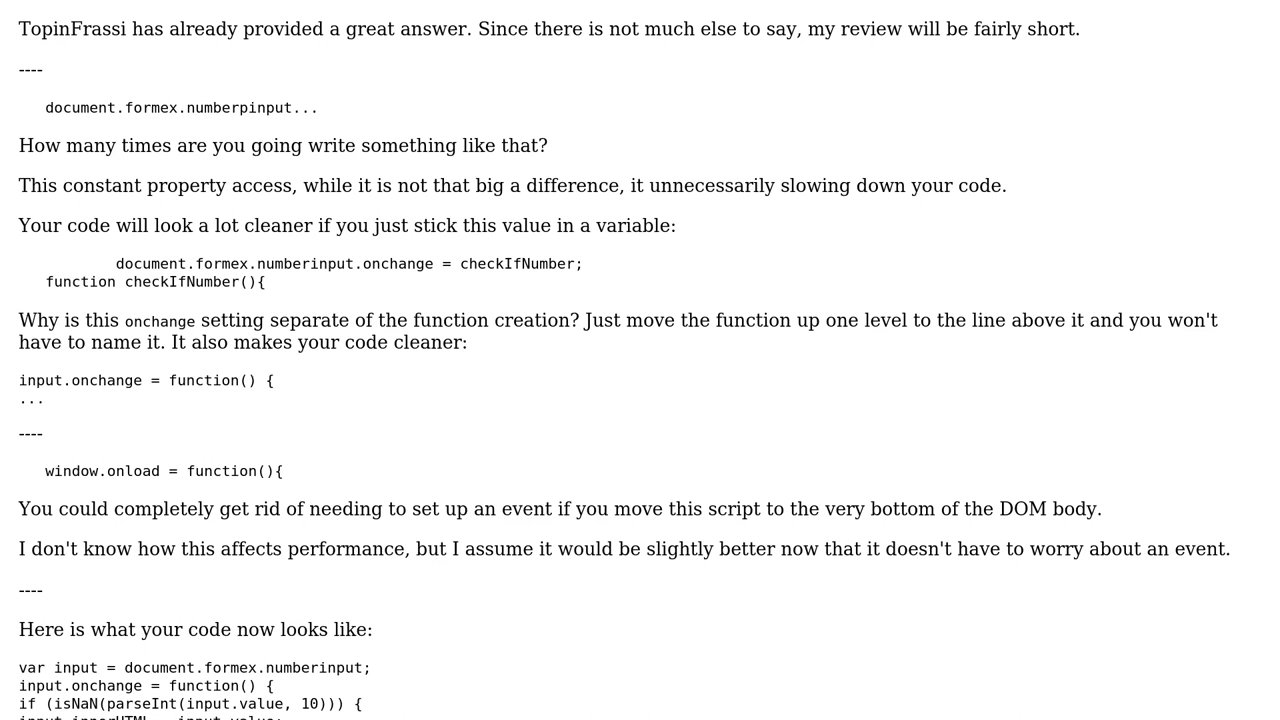 TopinFrassi has already provided a great answer. Since there is not much else to say, my review will be fairly short.
----
document.formex.numberpinput...
How many times are you going write something like that?
This constant property access, while it is not that big a difference, it unnecessarily slowing down your code.
Your code will look a lot cleaner if you just stick this value in a variable:
document.formex.numberinput.onchange = checkIfNumber;
function checkIfNumber(){
Why is this onchange setting separate of the function creation? Just move the function up one level to the line above it and you won't
have to name it. It also makes your code cleaner:
input.onchange = function() {
...
----
window.onload = function(){
You could completely get rid of needing to set up an event if you move this script to the very bottom of the DOM body.
I don't know how this affects performance, but I assume it would be slightly better now that it doesn't have to worry about an event.
----
Here is what your code now looks like:
var input = document.formex.numberinput;
input.onchange = function() {
if (isNaN(parseInt(input.value, 10))) {
input.innerHTML = input.value;